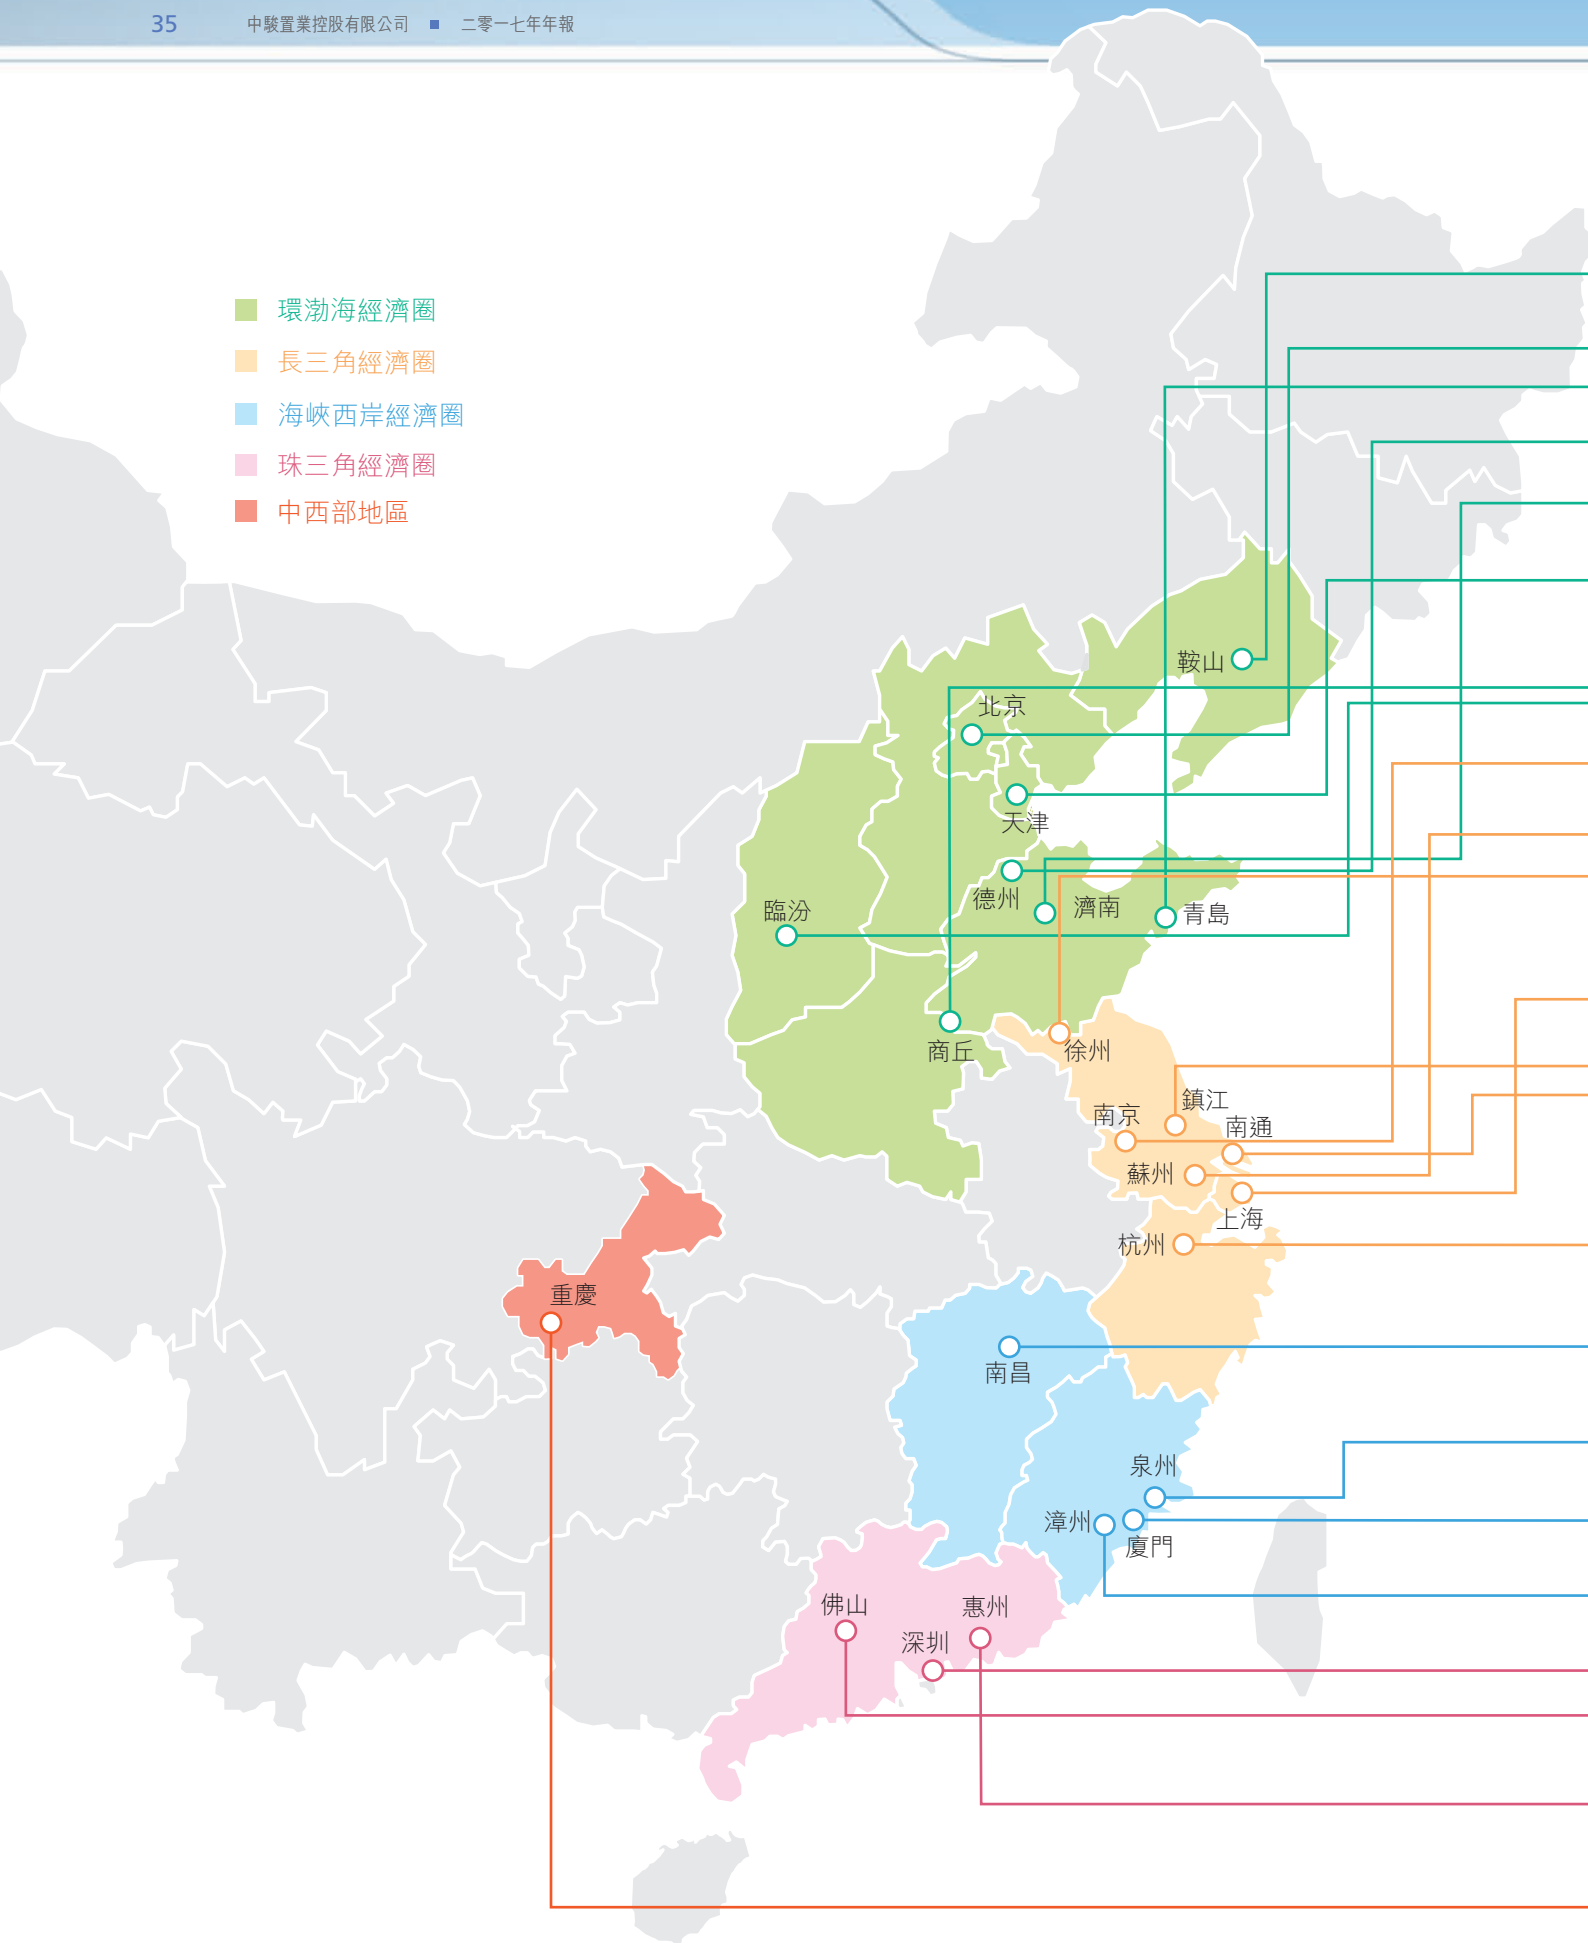 35 中駿置業控股有限公司 ■ 二零一七年年報
環渤海經濟圈
長三角經濟圈
海峽西岸經濟圈
珠三角經濟圈
中西部地區
鞍山
北京
天津
德州
濟南
青島
臨汾
商丘
徐州
鎮江
南京
南通
蘇州
上海
杭州
重慶
南昌
泉州
漳州
廈門
佛山
惠州
深圳